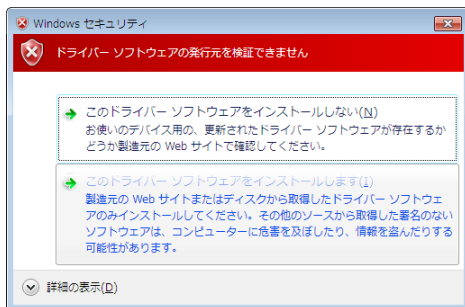 Windows セキュリティ
ドライバー ソフトウェアの発行元を検証できません
このドライバー ソフトウェアをインストールしない(N)
お使いのデバイス用の、更新されたドライバー ソフトウェアが存在するか
どうか製造元の Web サイトで確認してください。
このドライバー ソフトウェアをインストールします(I)
製造元の Web サイトまたはディスクから取得したドライバー ソフトウェ
アのみインストールしてください。その他のソースから取得した署名のない
ソフトウェアは、コンピューターに危害を及ぼしたり、情報を盗んだりする
可能性があります。
詳細の表示(D)